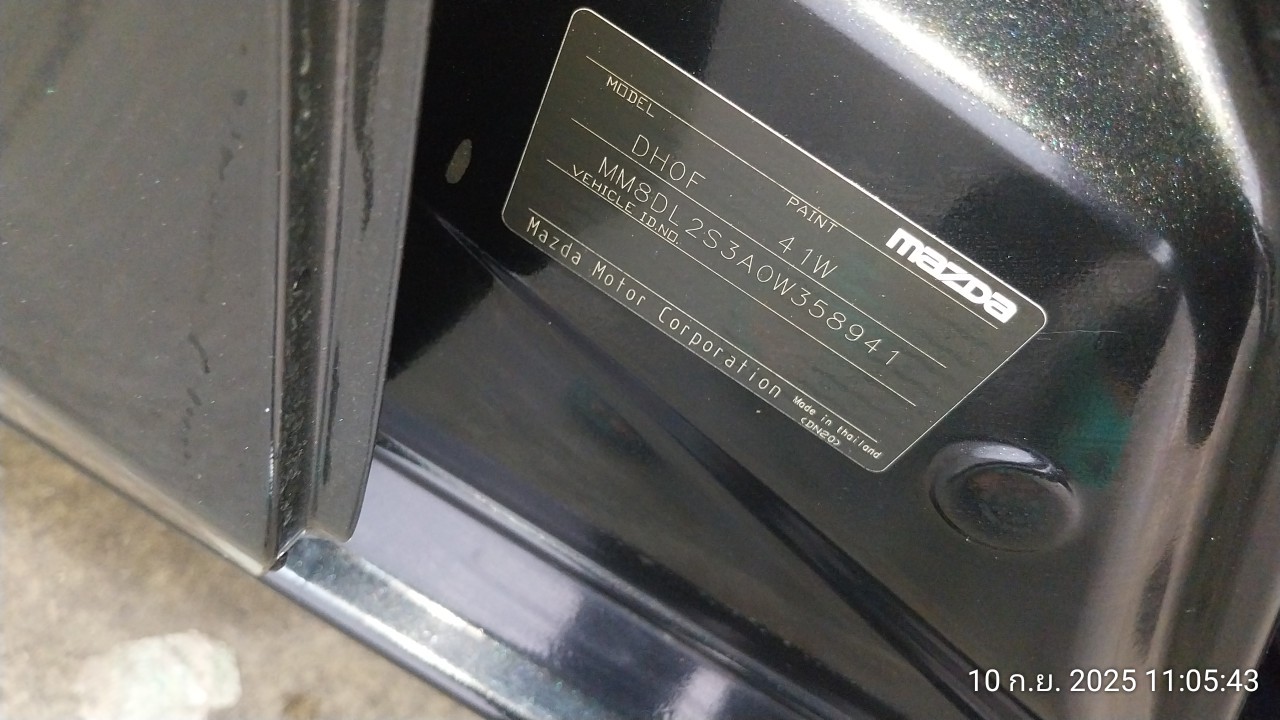 MODEL PAINT mazda
DH0F 41W
MM8DL2S3A0W358941
VEHICLE ID.NO.
Mazda Motor Corporation Made in thailand
<DN20>
10 ก.ย. 2025 11:05:43